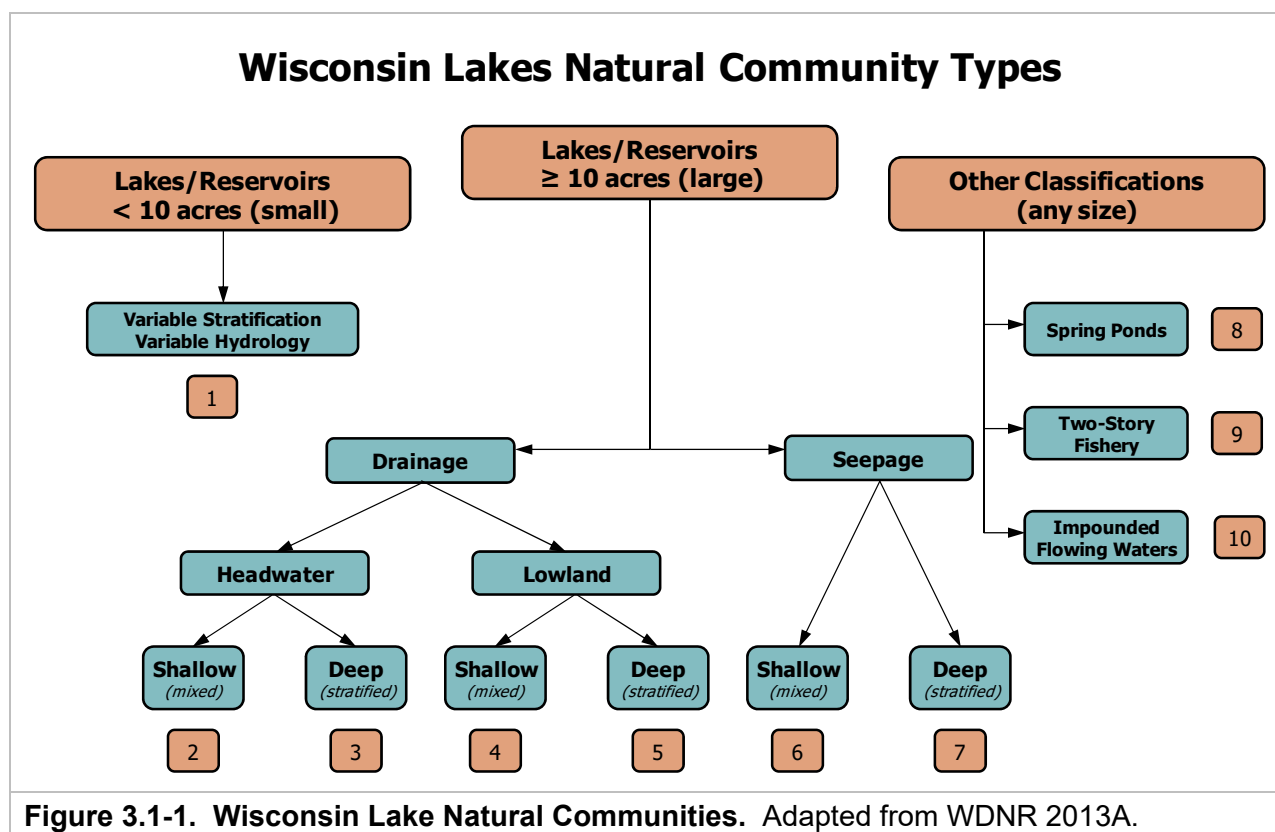 Wisconsin Lakes Natural Community Types
Lakes/Reservoirs
< 10 acres (small)
Lakes/Reservoirs
≥ 10 acres (large)
Other Classifications
(any size)
Variable Stratification
Variable Hydrology
1
Spring Ponds
8
Two-Story
Fishery
9
Impounded
Flowing Waters
10
Drainage
Seepage
Headwater
Lowland
Shallow
(mixed)
Deep
(stratified)
Shallow
(mixed)
Deep
(stratified)
Shallow
(mixed)
Deep
(stratified)
2
3
4
5
6
7
Figure 3.1-1. Wisconsin Lake Natural Communities. Adapted from WDNR 2013A.